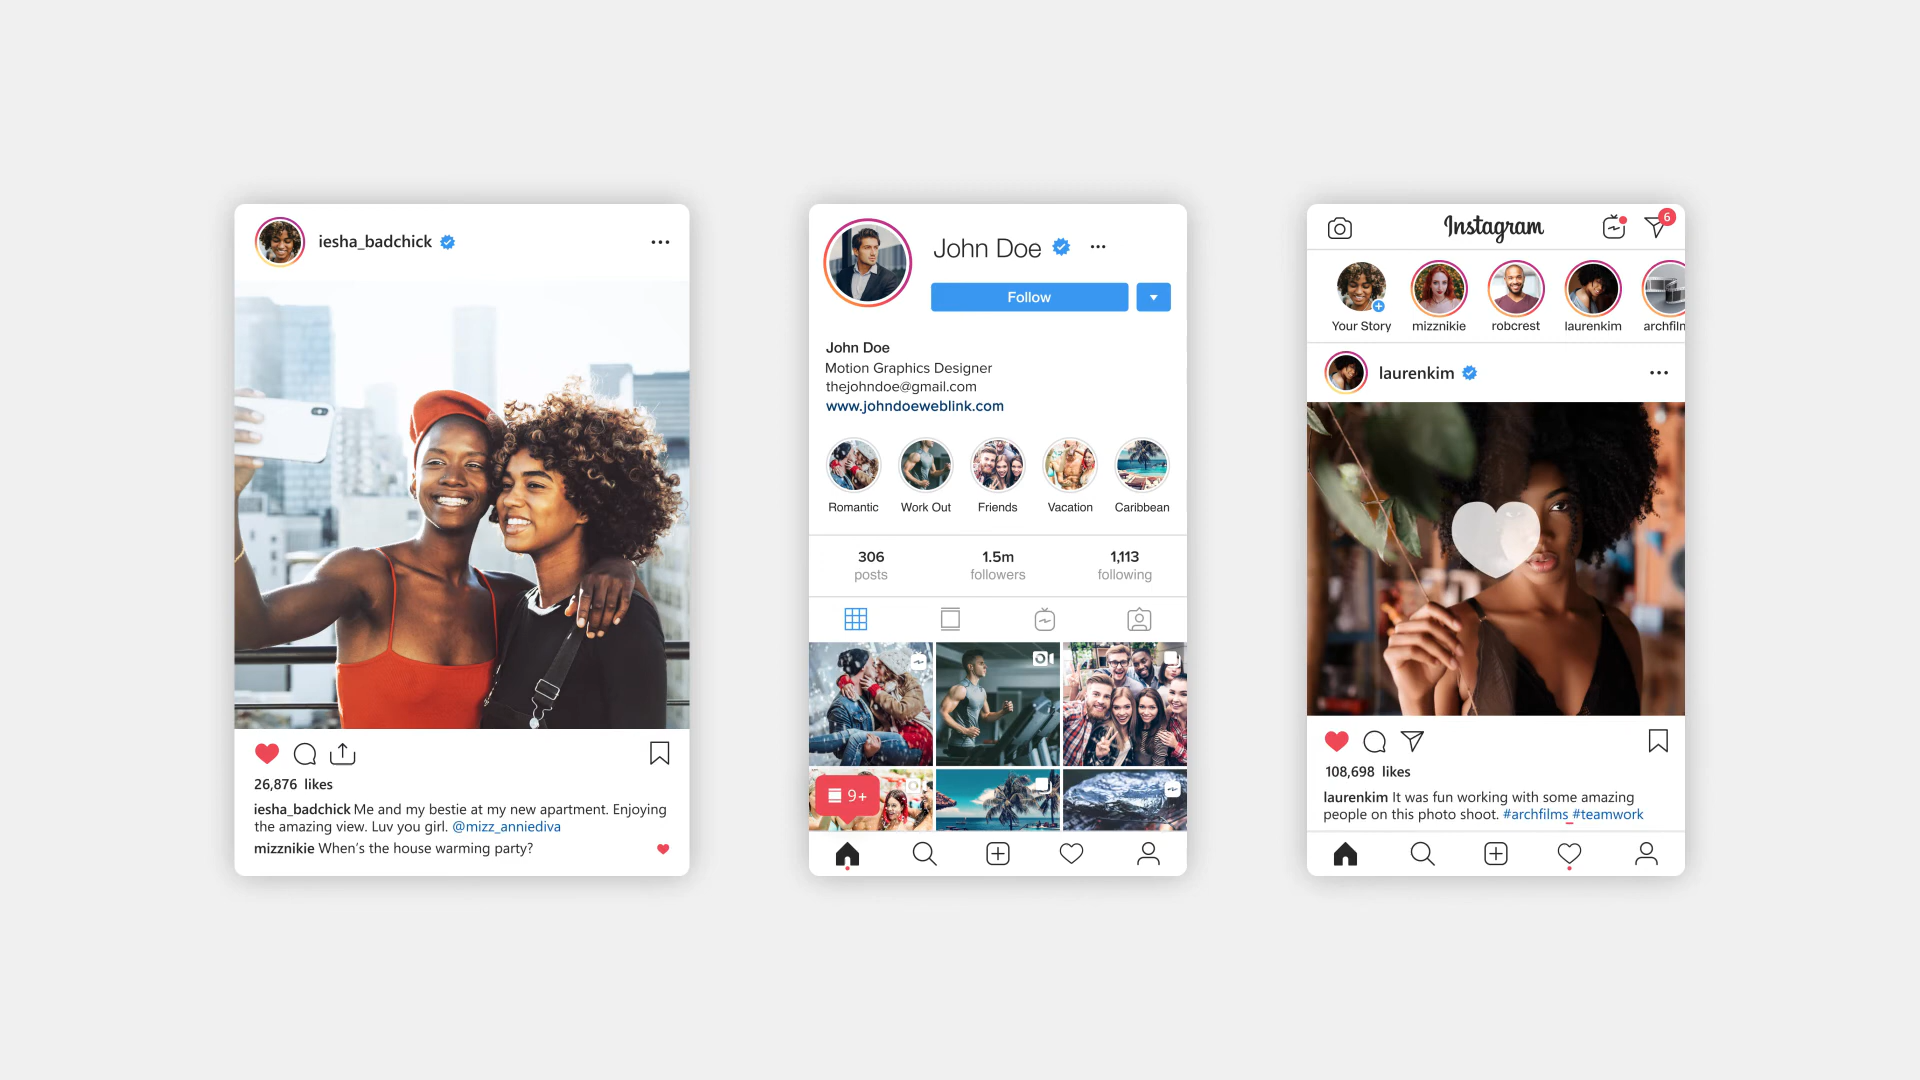 iesha_badchick
26,876 likes
iesha_badchick Me and my bestie at my new apartment. Enjoying
the amazing view. Luv you girl. @mizz_anniediva
mizznikie When's the house warming party?
John Doe
Follow
John Doe
Motion Graphics Designer
thejohndoe@gmail.com
www.johndoeweblink.com
Romantic Work Out Friends Vacation Caribbean
306 1.5m 1,113
posts followers following
9+
Instagram
6
Your Story mizznikie robcrest laurenkim archfilm
laurenkim
108,698 likes
laurenkim It was fun working with some amazing
people on this photo shoot. #archfilms #teamwork